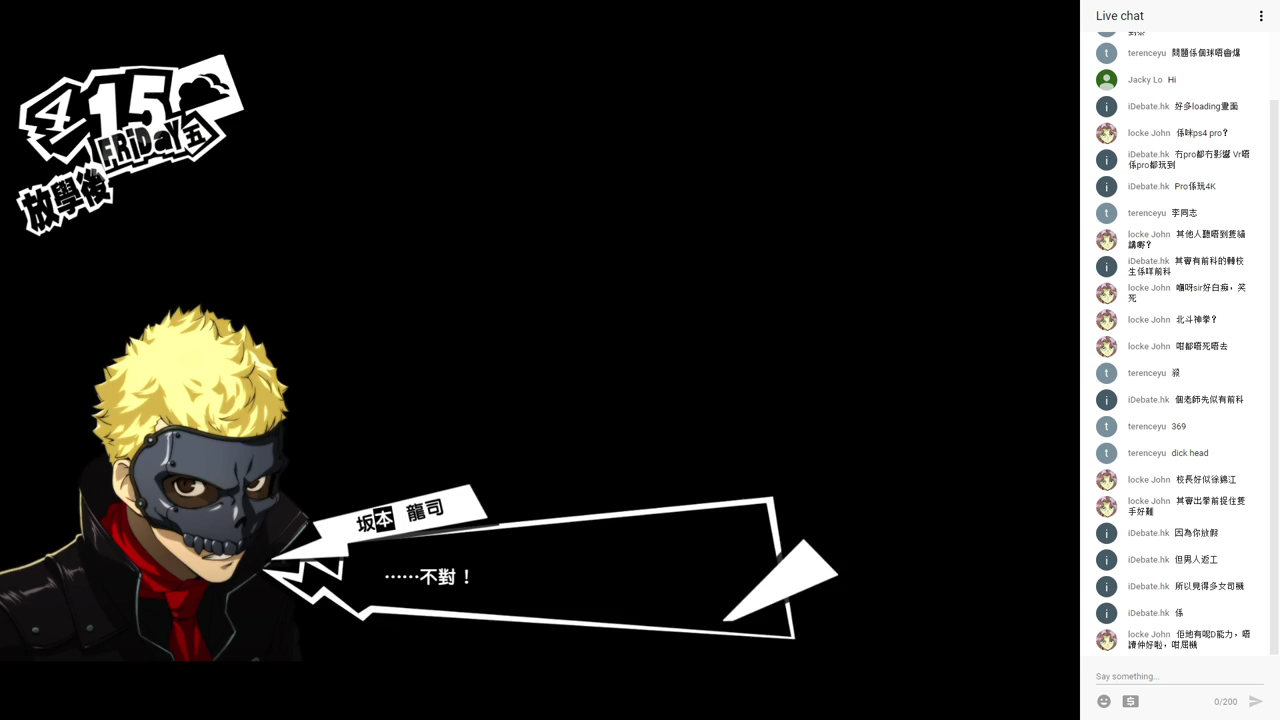 4 15
FRiDaY 五
放學後
坂本 龍司
……不對！
Live chat
terenceyu 問題係個球唔會爆
Jacky Lo Hi
iDebate.hk 好多loading畫面
locke John 係咪ps4 pro？
iDebate.hk 冇pro都冇影響 Vr唔
係pro都玩到
iDebate.hk Pro係玩4K
terenceyu 李同志
locke John 其他人聽唔到隻貓
講嘢？
iDebate.hk 其實有前科的轉校
生係咩前科
locke John 嗰呀sir好白痴，笑
死
locke John 北斗神拳？
locke John 咁都唔死唔去
terenceyu
iDebate.hk 個老師先似有前科
terenceyu 369
terenceyu dick head
locke John 校長好似徐錦江
locke John 其實出拳前捉住隻
手好難
iDebate.hk 因為你放假
iDebate.hk 但男人返工
iDebate.hk 所以見得多女司機
iDebate.hk 係
locke John 佢地有呢D能力，唔
讀仲好啦，咁屈機
Say something...
0/200